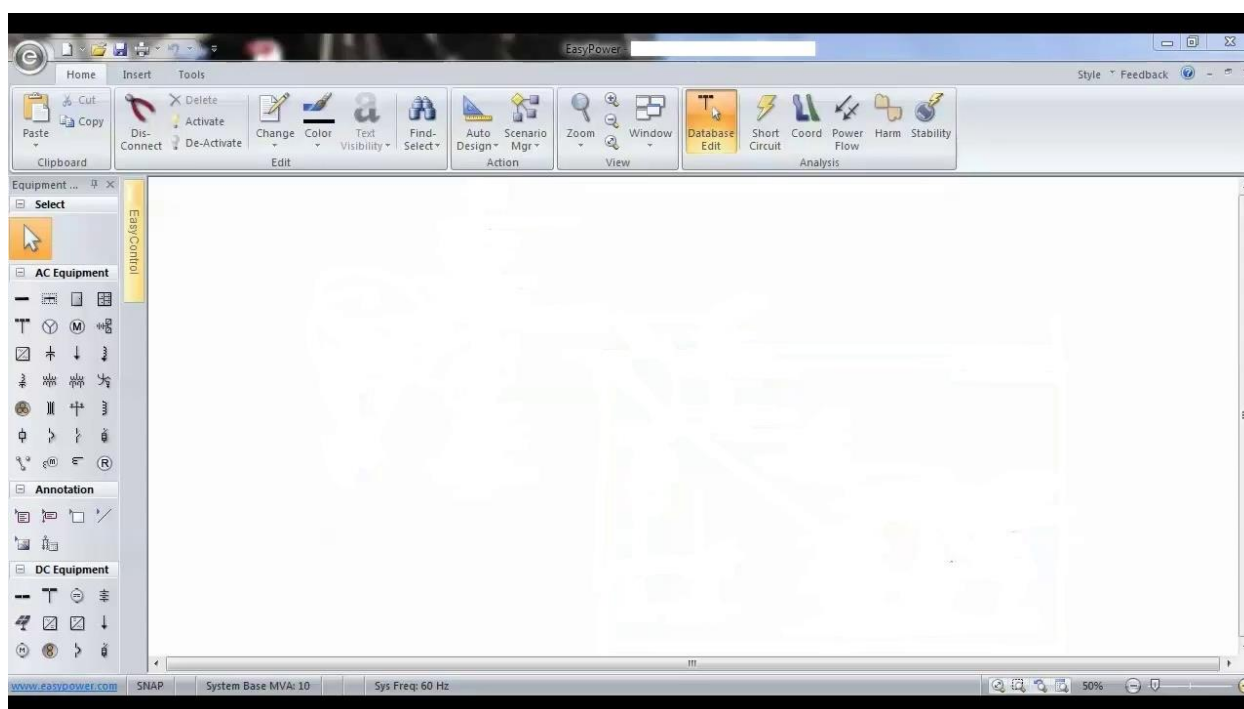 EasyPower -
Home Insert Tools Style Feedback
Paste Cut Copy
Clipboard
Dis-Connect Delete Activate De-Activate Change Color Text Visibility Find-Select
Edit
Auto Design Scenario Mgr
Action
Zoom Window
View
Database Edit Short Circuit Coord Power Flow Harm Stability
Analysis
Equipment ...
EasyControl
Select
AC Equipment
Annotation
DC Equipment
www.easypower.com SNAP System Base MVA: 10 Sys Freq: 60 Hz 50%